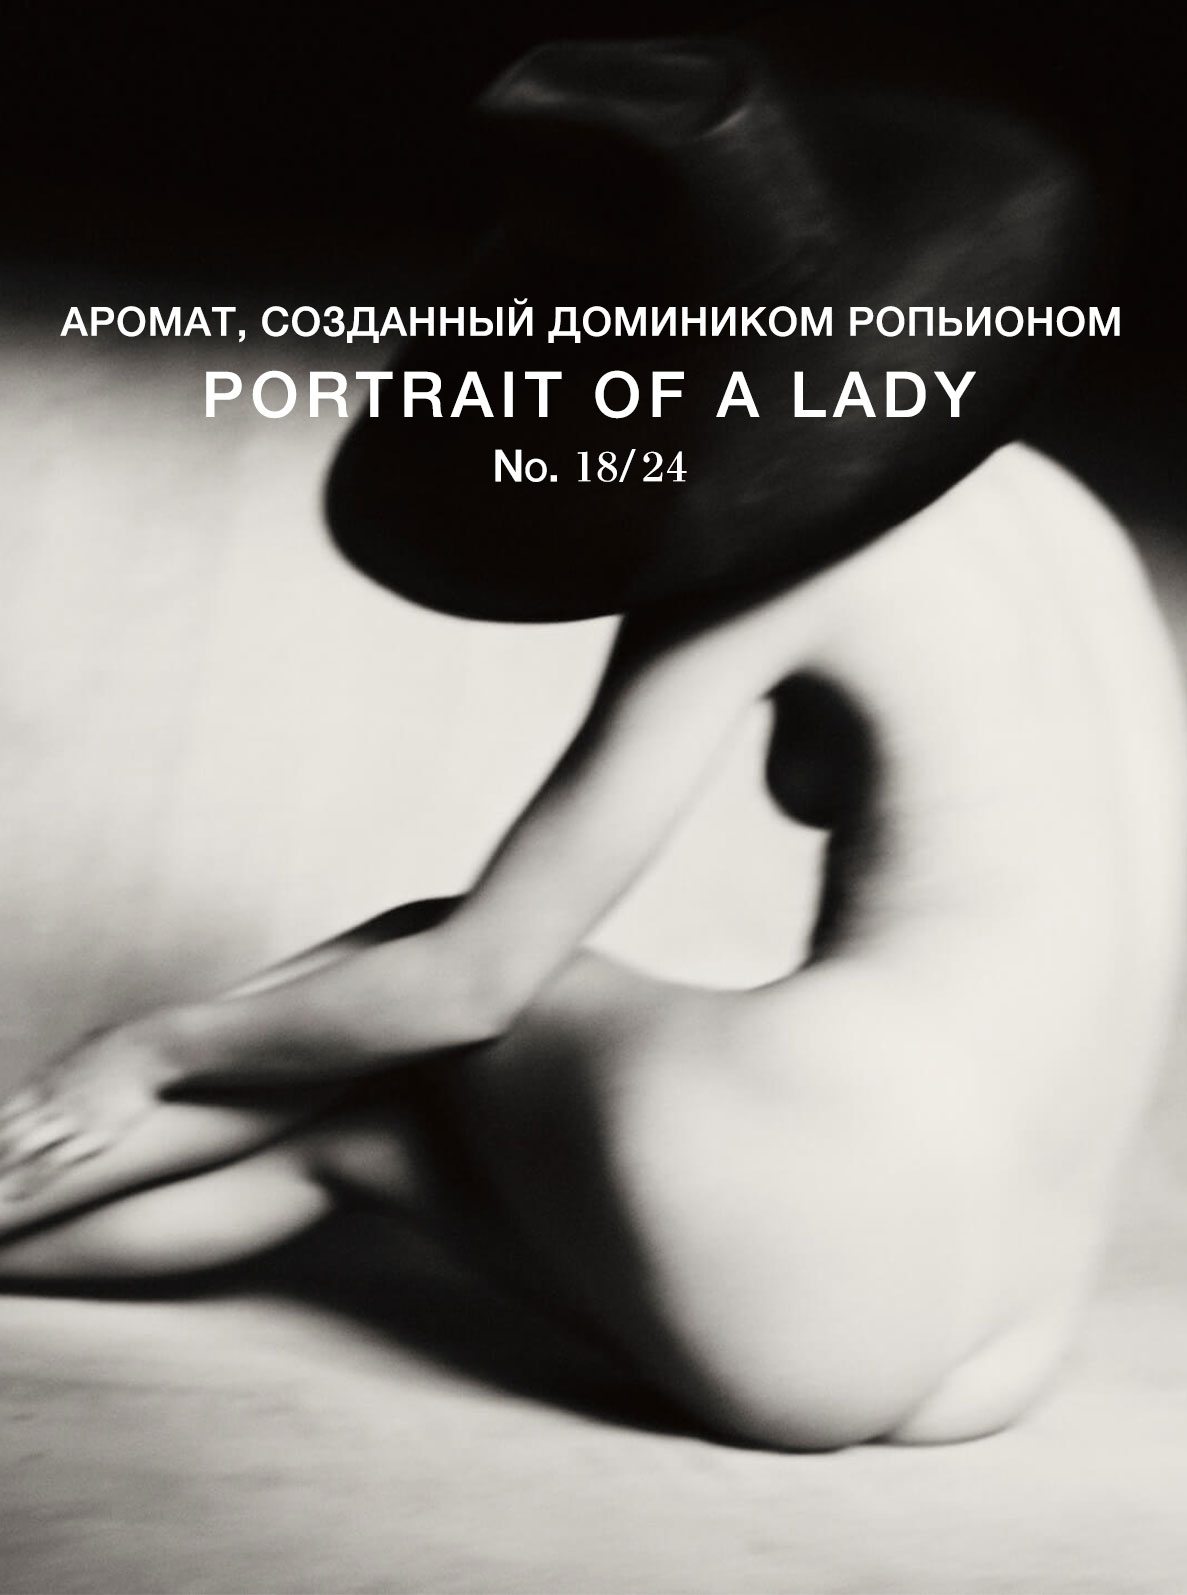 АРОМАТ, СОЗДАННЫЙ ДОМИНИКОМ РОПЬИОНОМ
PORTRAIT OF A LADY
No. 18/24